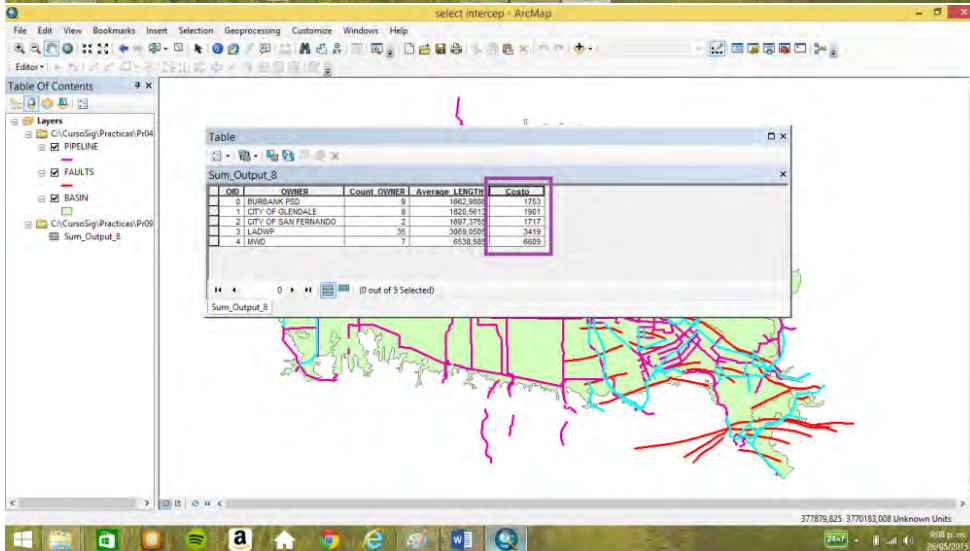 select intercep - ArcMap
File Edit View Bookmarks Insert Selection Geoprocessing Customize Windows Help
Editor
Table Of Contents
Layers
C:\CursoSig\Practicas\Pr04
PIPELINE
FAULTS
BASIN
C:\CursoSig\Practicas\Pr09
Sum_Output_8
Table
Sum_Output_8
OID OWNER Count_OWNER Average_LENGTH Costo
0 BURBANK PSD 9 1662,9888 1753
1 CITY OF GLENDALE 8 1820,5613 1901
2 CITY OF SAN FERNANDO 2 1697,3755 1717
3 LADWP 35 3069,0505 3419
4 MWD 7 6538,585 6609
0 (0 out of 5 Selected)
Sum_Output_8
377879,825 3770183,008 Unknown Units
24x7
9:08 p. m.
26/05/2015